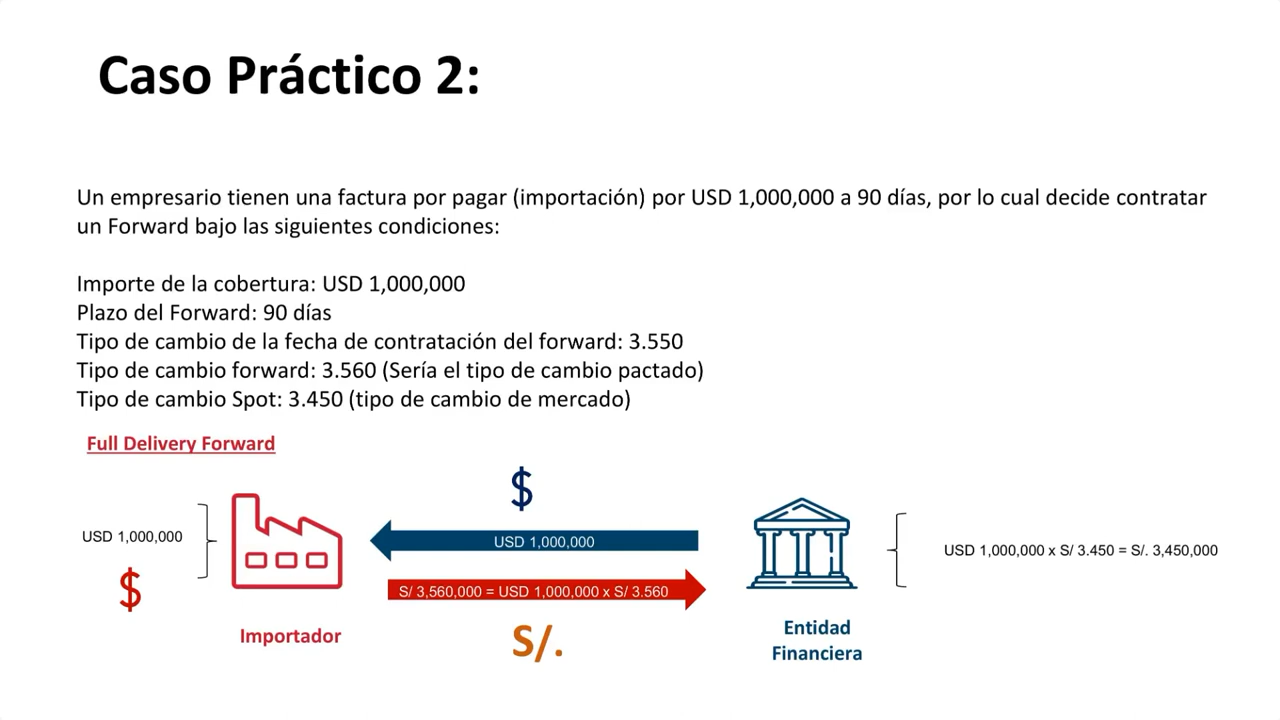 Caso Práctico 2:
Un empresario tienen una factura por pagar (importación) por USD 1,000,000 a 90 días, por lo cual decide contratar
un Forward bajo las siguientes condiciones:
Importe de la cobertura: USD 1,000,000
Plazo del Forward: 90 días
Tipo de cambio de la fecha de contratación del forward: 3.550
Tipo de cambio forward: 3.560 (Sería el tipo de cambio pactado)
Tipo de cambio Spot: 3.450 (tipo de cambio de mercado)
Full Delivery Forward
$
USD 1,000,000
USD 1,000,000
USD 1,000,000 x S/ 3.450 = S/. 3,450,000
$
S/ 3,560,000 = USD 1,000,000 x S/ 3.560
Importador
S/.
Entidad
Financiera